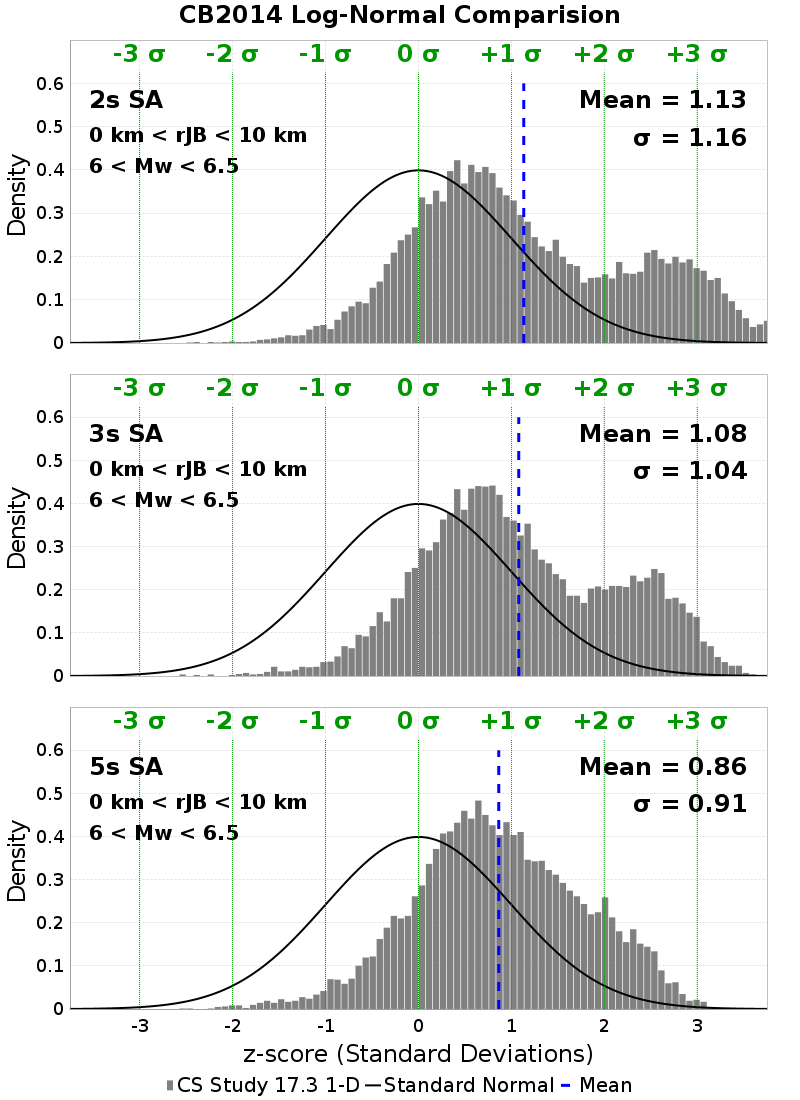 CB2014 Log-Normal Comparision
-3 σ -2 σ -1 σ 0 σ +1 σ +2 σ +3 σ
2s SA
0 km < rJB < 10 km
6 < Mw < 6.5
Mean = 1.13
σ = 1.16
Density
0.6
0.5
0.4
0.3
0.2
0.1
0
-3 σ -2 σ -1 σ 0 σ +1 σ +2 σ +3 σ
3s SA
0 km < rJB < 10 km
6 < Mw < 6.5
Mean = 1.08
σ = 1.04
Density
0.6
0.5
0.4
0.3
0.2
0.1
0
-3 σ -2 σ -1 σ 0 σ +1 σ +2 σ +3 σ
5s SA
0 km < rJB < 10 km
6 < Mw < 6.5
Mean = 0.86
σ = 0.91
Density
0.6
0.5
0.4
0.3
0.2
0.1
0
-3 -2 -1 0 1 2 3
z-score (Standard Deviations)
CS Study 17.3 1-D Standard Normal Mean